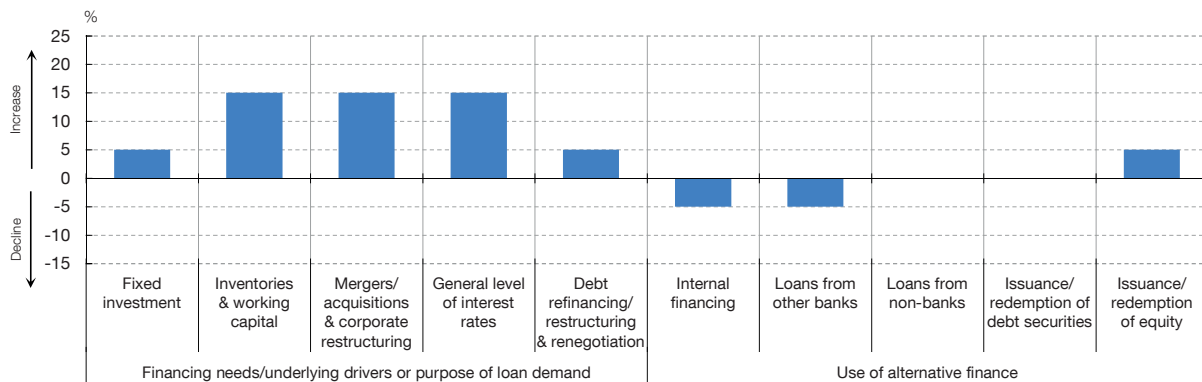 %
25
20
15
10
5
0
-5
-10
-15
Increase
Decline
Fixed
investment
Inventories
& working
capital
Mergers/
acquisitions
& corporate
restructuring
General level
of interest
rates
Debt
refinancing/
restructuring
& renegotiation
Internal
financing
Loans from
other banks
Loans from
non-banks
Issuance/
redemption of
debt securities
Issuance/
redemption
of equity
Financing needs/underlying drivers or purpose of loan demand
Use of alternative finance